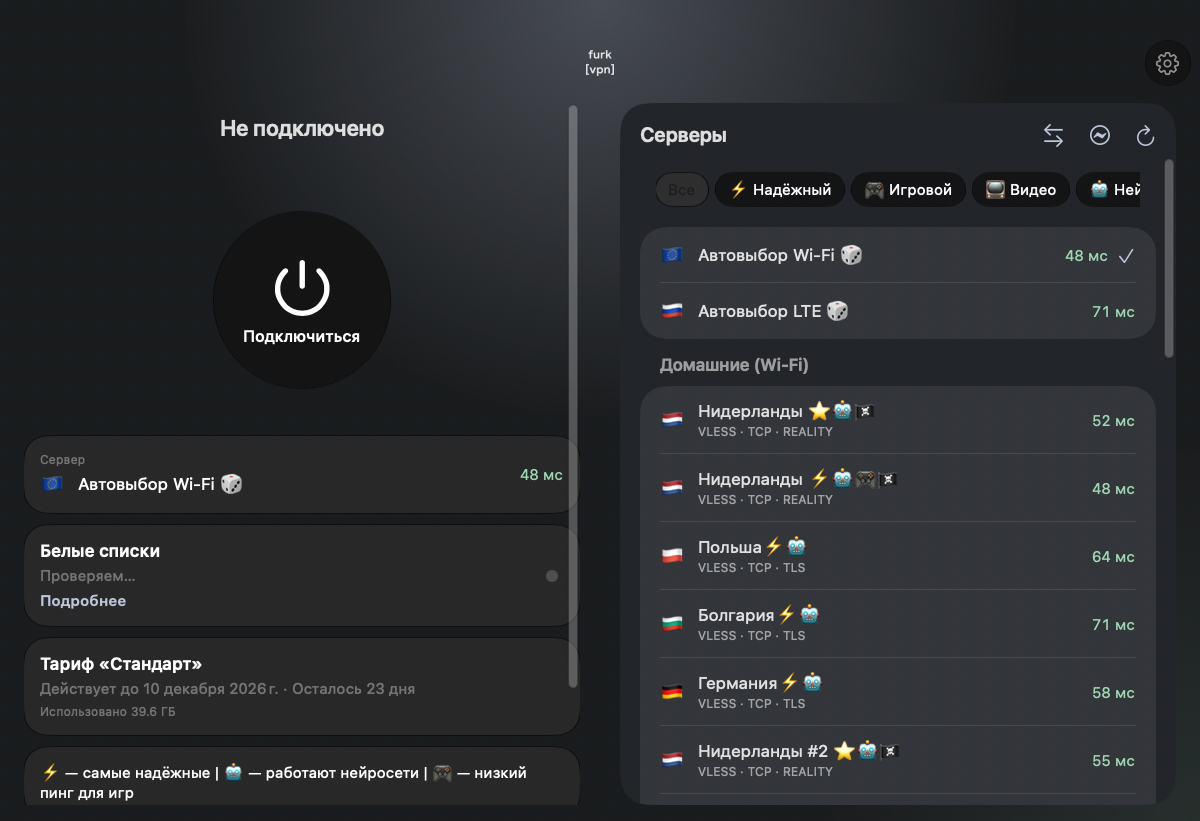 furk
[vpn]
Не подключено
Подключиться
Сервер
Автовыбор Wi-Fi 🎲
48 мс
Белые списки
Проверяем...
Подробнее
Тариф «Стандарт»
Действует до 10 декабря 2026 г. · Осталось 23 дня
Использовано 39.6 ГБ
⚡ — самые надёжные | 🤖 — работают нейросети | 🎮 — низкий
пинг для игр
Серверы
Все ⚡ Надёжный 🎮 Игровой 📺 Видео 🤖 Ней
Автовыбор Wi-Fi 🎲 48 мс
Автовыбор LTE 🎲 71 мс
Домашние (Wi-Fi)
Нидерланды ⭐🤖🏴‍☠️ 52 мс
VLESS · TCP · REALITY
Нидерланды ⚡🤖🎮🏴‍☠️ 48 мс
VLESS · TCP · REALITY
Польша⚡🤖 64 мс
VLESS · TCP · TLS
Болгария⚡🤖 71 мс
VLESS · TCP · TLS
Германия⚡🤖 58 мс
VLESS · TCP · TLS
Нидерланды #2 ⭐🤖🏴‍☠️ 55 мс
VLESS · TCP · REALITY